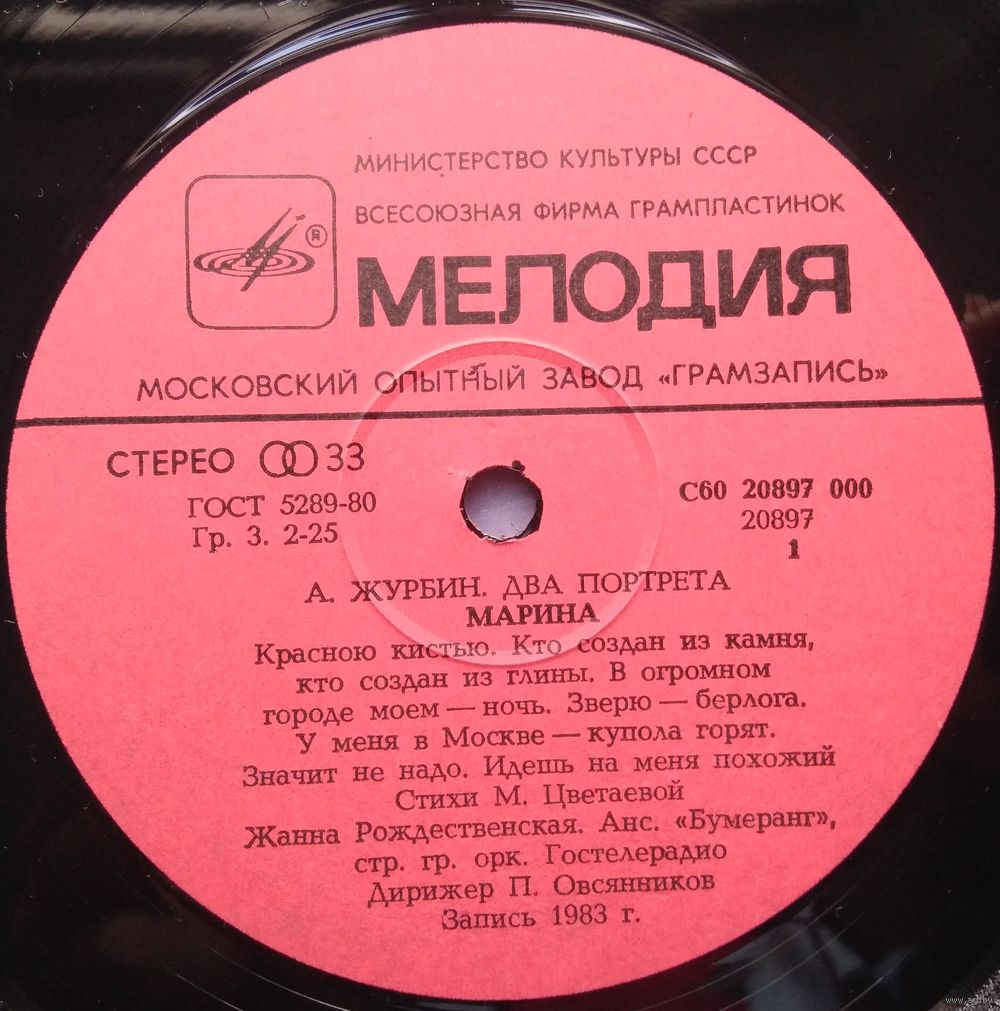 МИНИСТЕРСТВО КУЛЬТУРЫ СССР
ВСЕСОЮЗНАЯ ФИРМА ГРАМПЛАСТИНОК
®
МЕЛОДИЯ
МОСКОВСКИЙ ОПЫТНЫЙ ЗАВОД «ГРАМЗАПИСЬ»
СТЕРЕО 33
ГОСТ 5289-80
Гр. 3. 2-25
С60 20897 000
20897
1
А. ЖУРБИН. ДВА ПОРТРЕТА
МАРИНА
Красною кистью. Кто создан из камня,
кто создан из глины. В огромном
городе моем — ночь. Зверю — берлога.
У меня в Москве — купола горят.
Значит не надо. Идешь на меня похожий
Стихи М. Цветаевой
Жанна Рождественская. Анс. «Бумеранг»,
стр. гр. орк. Гостелерадио
Дирижер П. Овсянников
Запись 1983 г.